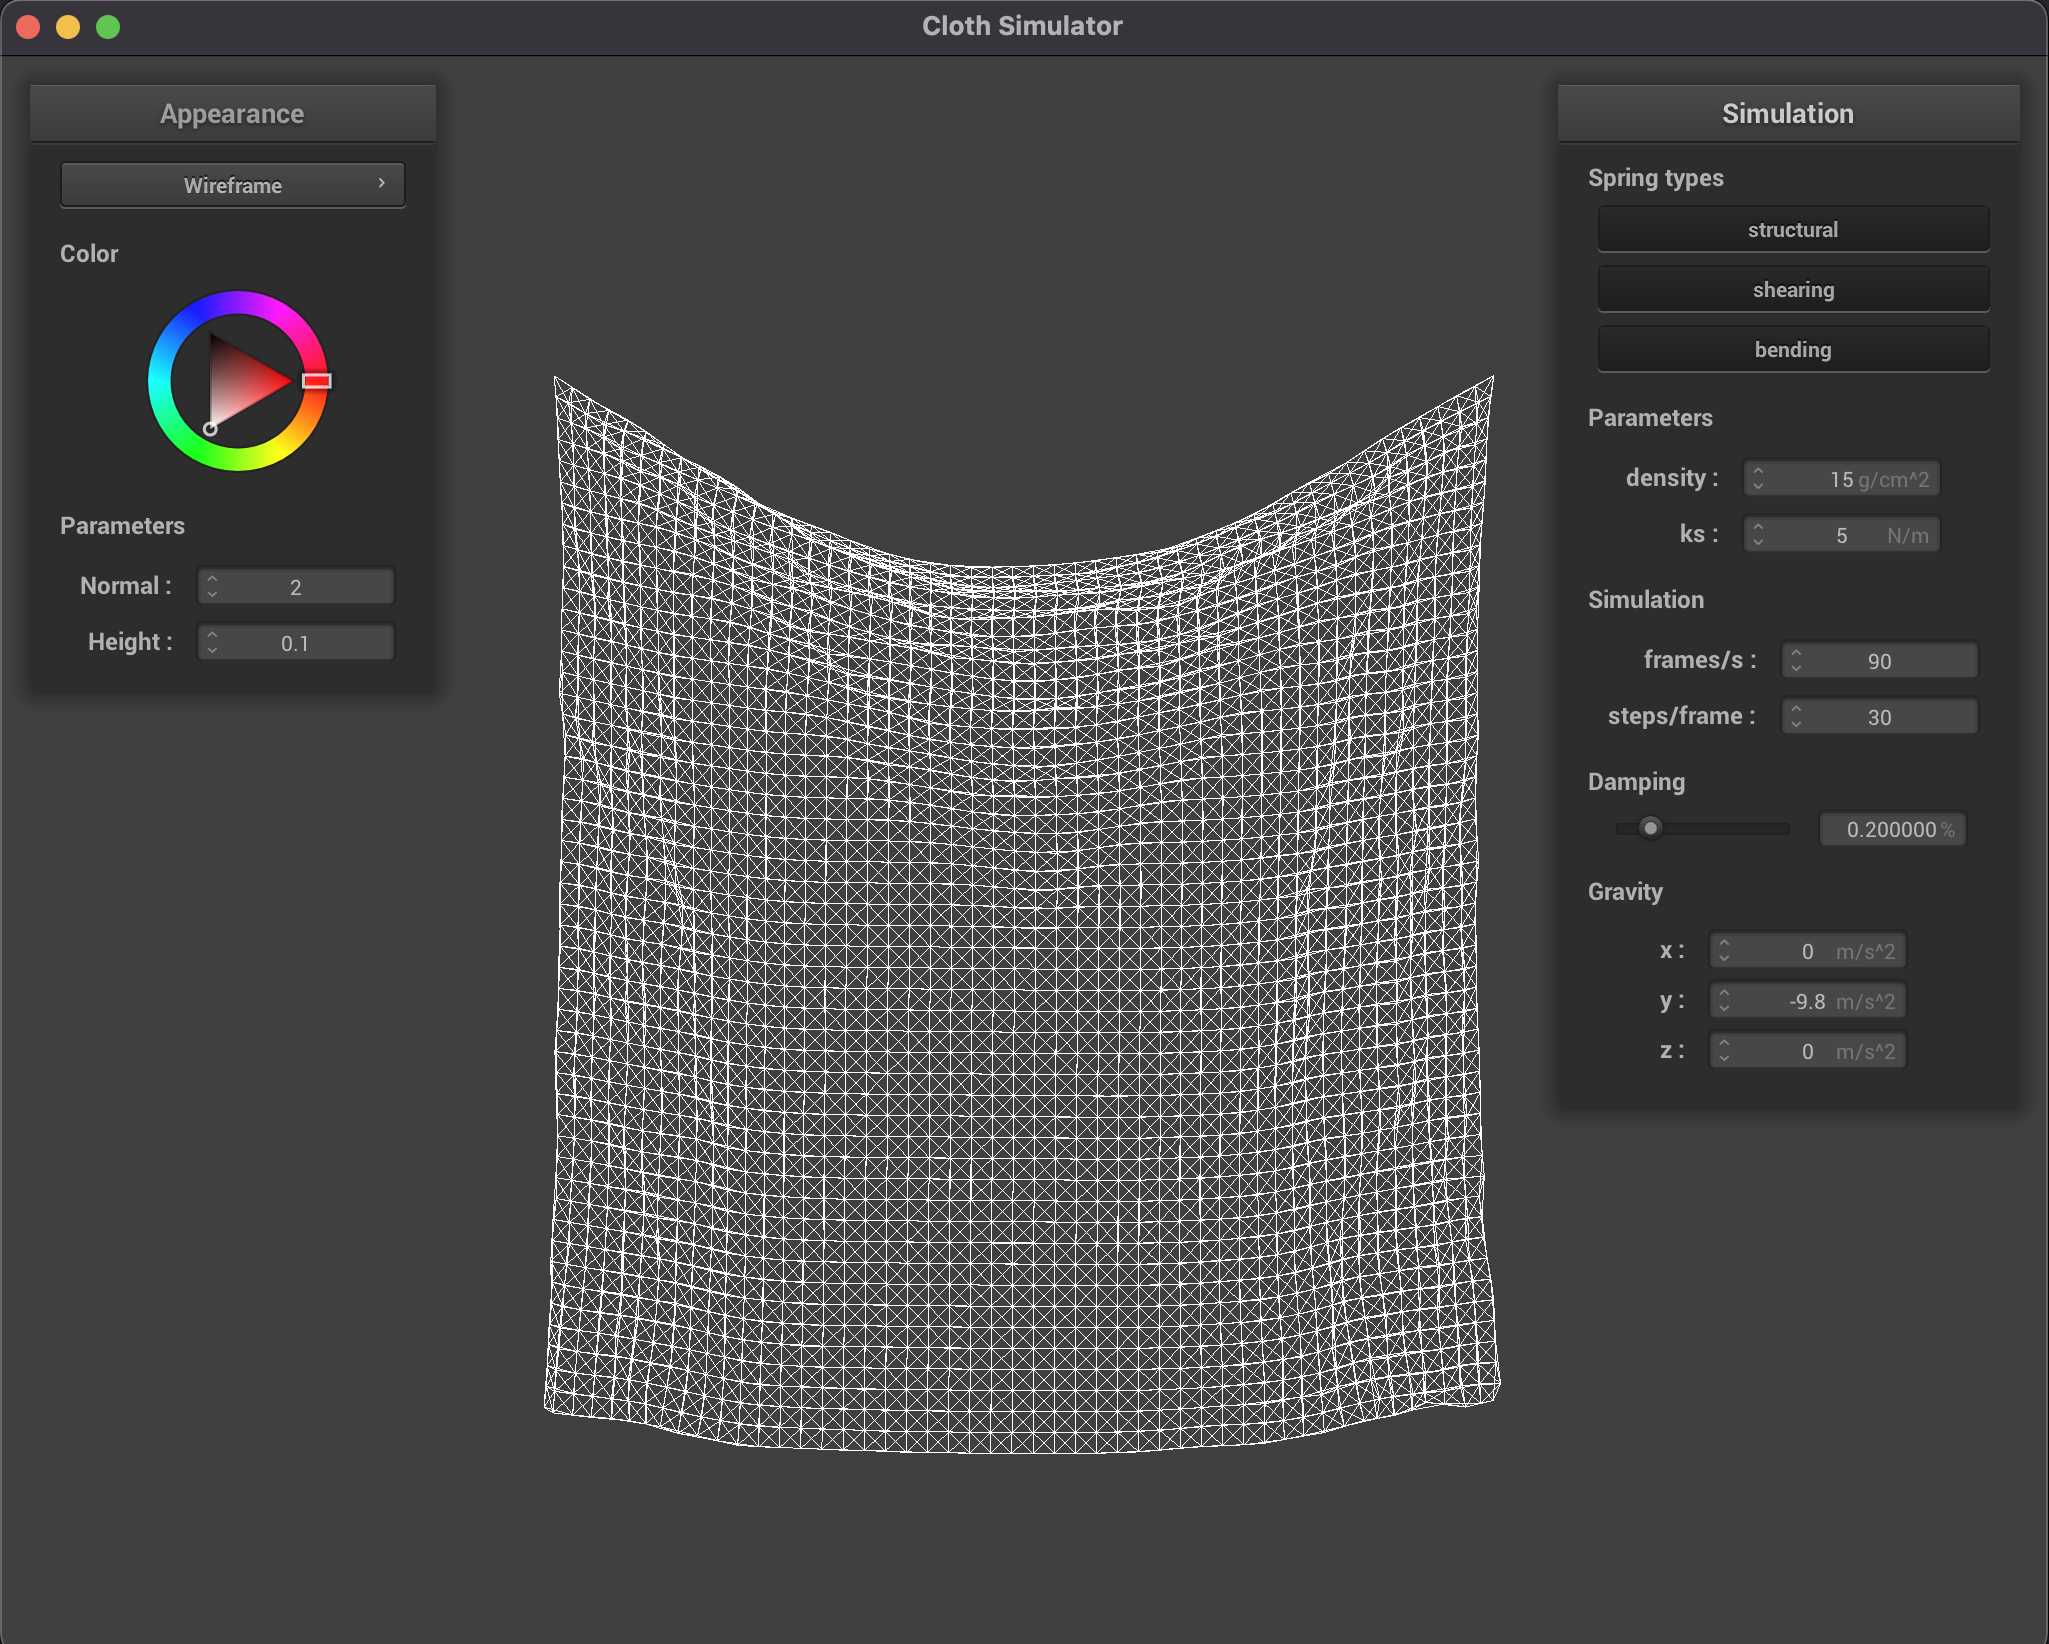 Cloth Simulator
Appearance
Wireframe
Color
Parameters
Normal : 2
Height : 0.1
Simulation
Spring types
structural
shearing
bending
Parameters
density : 15 g/cm^2
ks : 5 N/m
Simulation
frames/s : 90
steps/frame : 30
Damping
0.200000 %
Gravity
x : 0 m/s^2
y : -9.8 m/s^2
z : 0 m/s^2